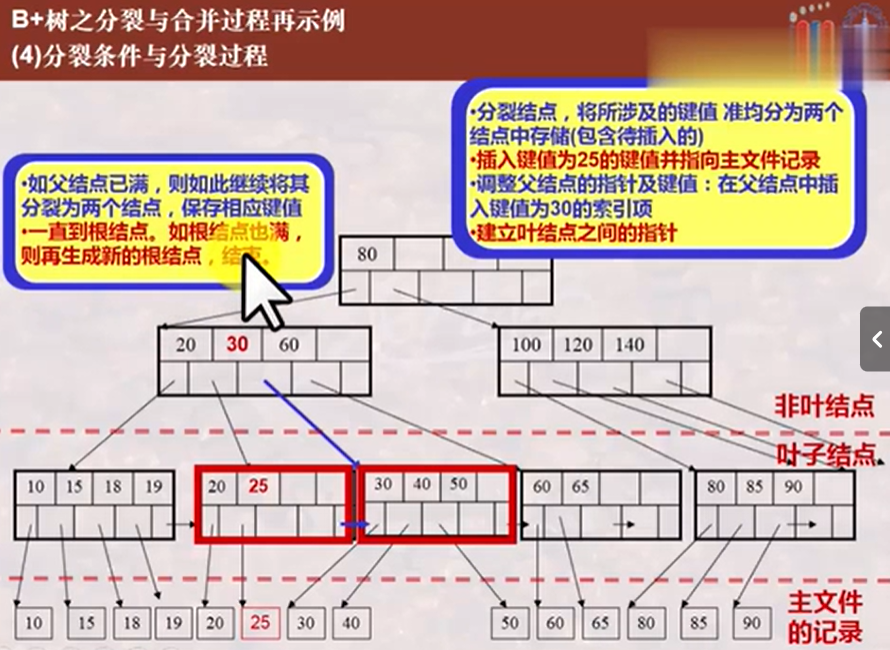 B+树之分裂与合并过程再示例
(4)分裂条件与分裂过程
•分裂结点，将所涉及的键值 准均分为两个
结点中存储(包含待插入的)
•插入键值为25的键值并指向主文件记录
•调整父结点的指针及键值：在父结点中插
入键值为30的索引项
•建立叶结点之间的指针
•如父结点已满，则如此继续将其
分裂为两个结点，保存相应键值
•一直到根结点。如根结点也满，
则再生成新的根结点，结束。
80
20 30 60
100 120 140
非叶结点
叶子结点
10 15 18 19
20 25
30 40 50
60 65
80 85 90
主文件
的记录
10 15 18 19 20 25 30 40 50 60 65 80 85 90